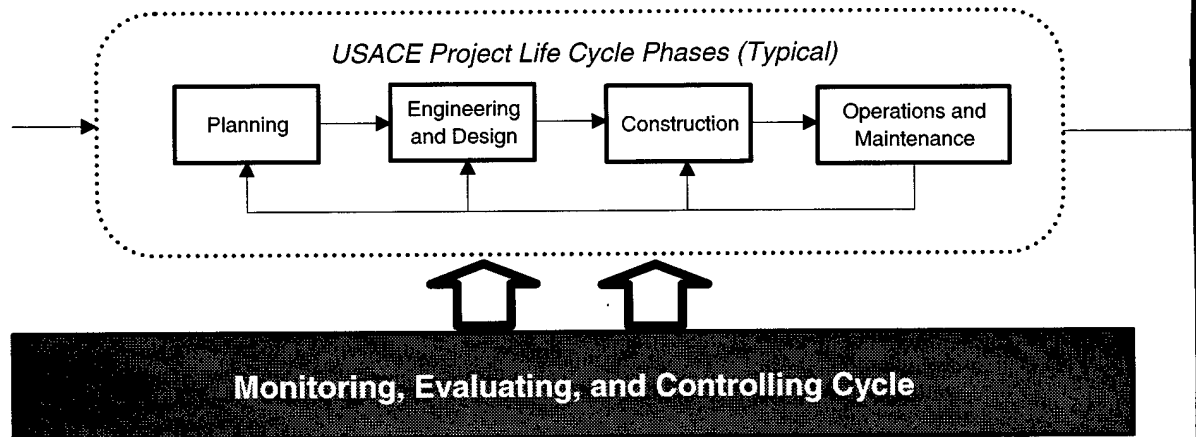 USACE Project Life Cycle Phases (Typical)
Planning
Engineering
and Design
Construction
Operations and
Maintenance
Monitoring, Evaluating, and Controlling Cycle